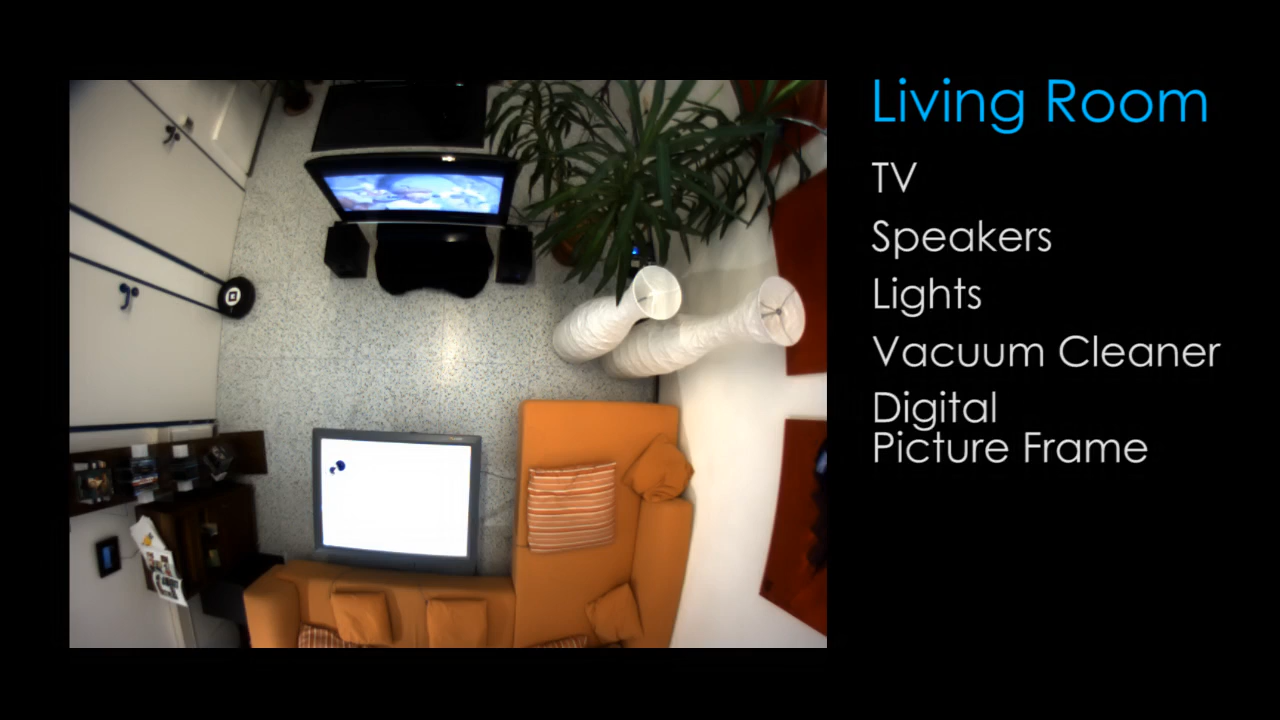 Living Room
TV
Speakers
Lights
Vacuum Cleaner
Digital
Picture Frame